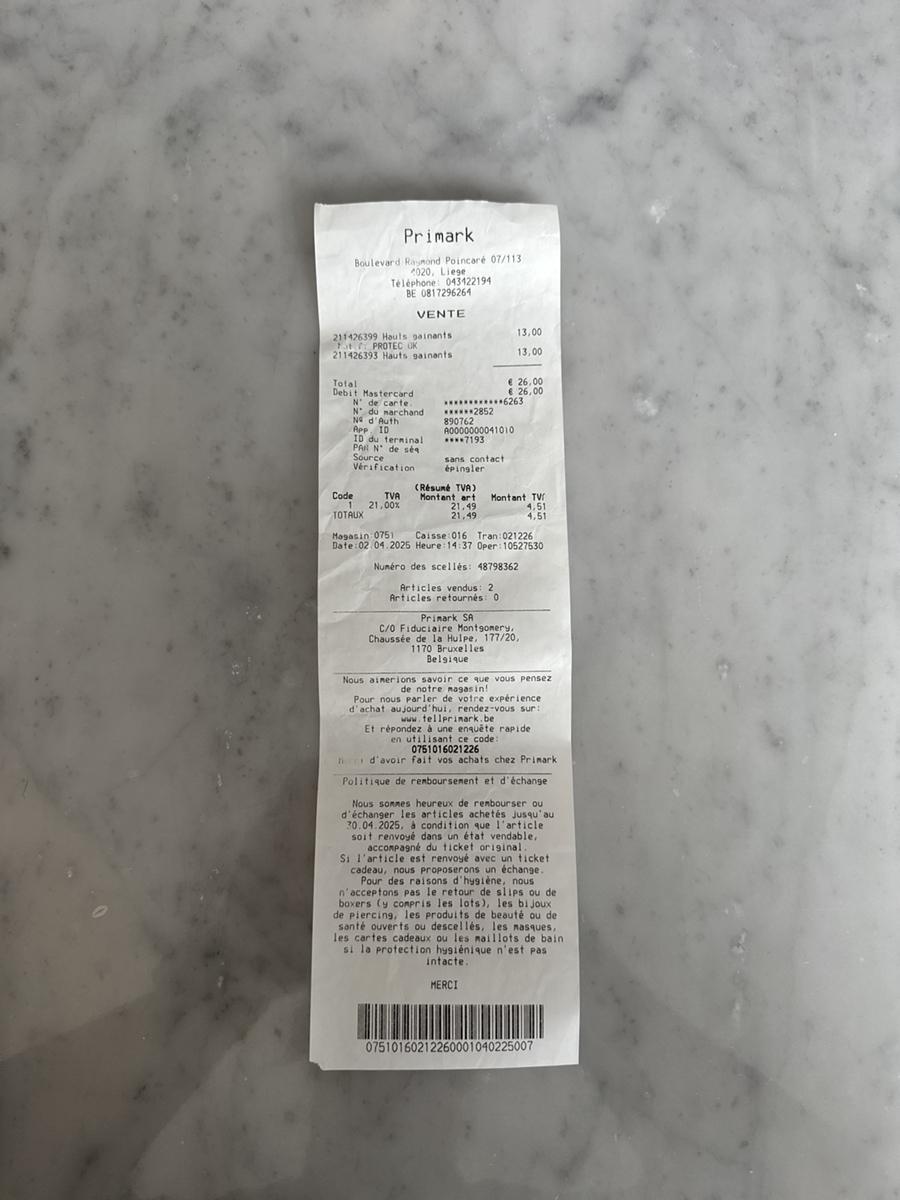 Primark
Boulevard Raymond Poincaré 07/113
4020, Liege
Téléphone: 043422194
BE 0817296264
VENTE
211426399 Hauts gainants 13,00
PROTEC OK
211426393 Hauts gainants 13,00
Total € 26,00
Debit Mastercard € 26,00
N° de carte. ************6263
N° du marchand ******2852
Nº d'Auth 890762
App. ID A0000000041010
ID du terminal ****7193
PAN N° de séq
Source sans contact
Vérification épingler
(Résumé TVA)
Code TVA Montant art Montant TV
1 21,00% 21,49 4,51
TOTAUX 21,49 4,51
Magasin:0751 Caisse:016 Tran:021226
Date:02.04.2025 Heure:14:37 Oper:10527530
Numéro des scellés: 48798362
Articles vendus: 2
Articles retournés: 0
Primark SA
C/O Fiduciaire Montgomery,
Chaussée de la Hulpe, 177/20,
1170 Bruxelles
Belgique
Nous aimerions savoir ce que vous pensez
de notre magasin!
Pour nous parler de votre expérience
d'achat aujourd'hui, rendez-vous sur:
www.tellprimark.be
Et répondez à une enquête rapide
en utilisant ce code:
0751016021226
d'avoir fait vos achats chez Primark
Politique de remboursement et d'échange
Nous sommes heureux de rembourser ou
d'échanger les articles achetés jusqu'au
30.04.2025, à condition que l'article
soit renvoyé dans un état vendable,
accompagné du ticket original.
Si l'article est renvoyé avec un ticket
cadeau, nous proposerons un échange.
Pour des raisons d'hygiène, nous
n'acceptons pas le retour de slips ou de
boxers (y compris les lots), les bijoux
de piercing, les produits de beauté ou de
santé ouverts ou descellés, les masques,
les cartes cadeaux ou les maillots de bain
si la protection hygiénique n'est pas
intacte.
MERCI
07510160212260001040225007